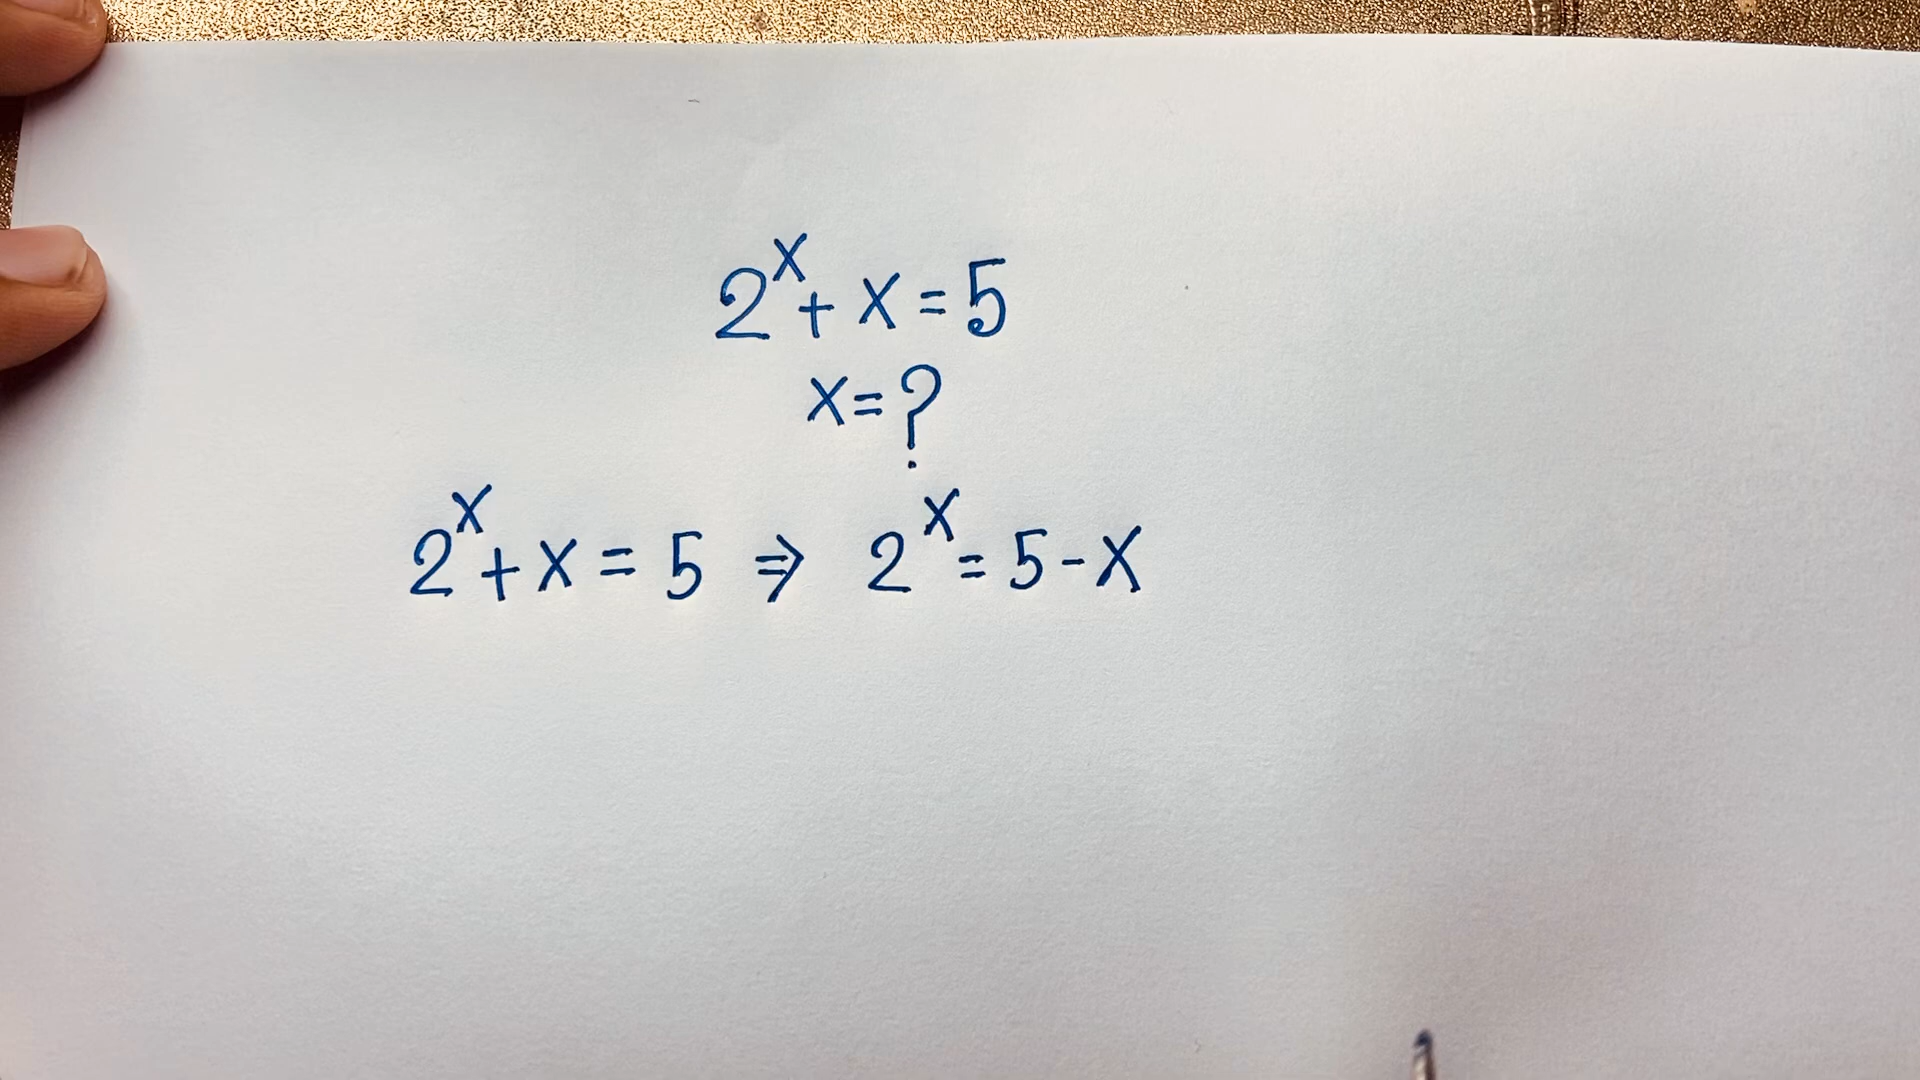 2^x + x = 5
x = ?
2^x + x = 5 ⇒ 2^x = 5 - x